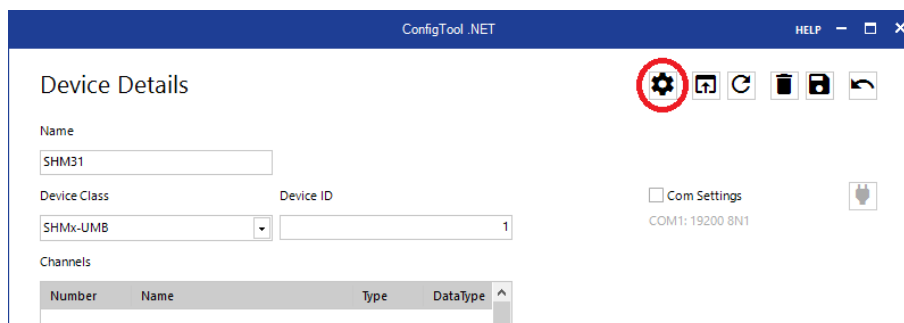 ConfigTool .NET
HELP
Device Details
Name
SHM31
Device Class
Device ID
Com Settings
SHMx-UMB
1
COM1: 19200 8N1
Channels
Number Name Type DataType